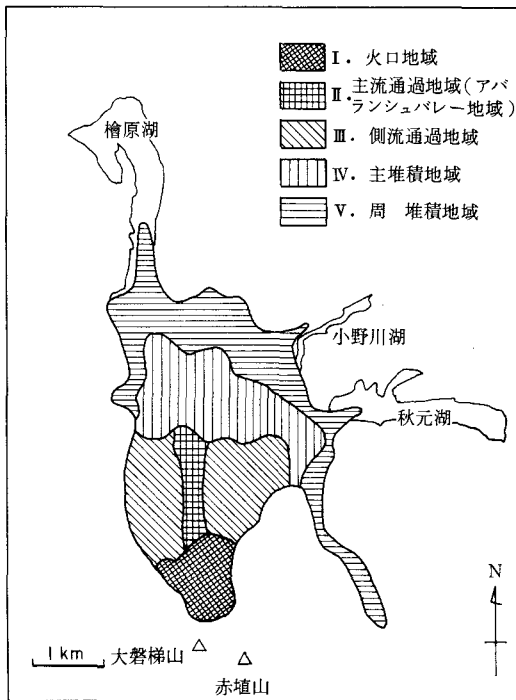 I. 火口地域
II. 主流通過地域(アバ
ランシュバレー地域)
III. 側流通過地域
IV. 主堆積地域
V. 周 堆積地域
檜原湖
小野川湖
秋元湖
N
1km
大磐梯山
赤埴山